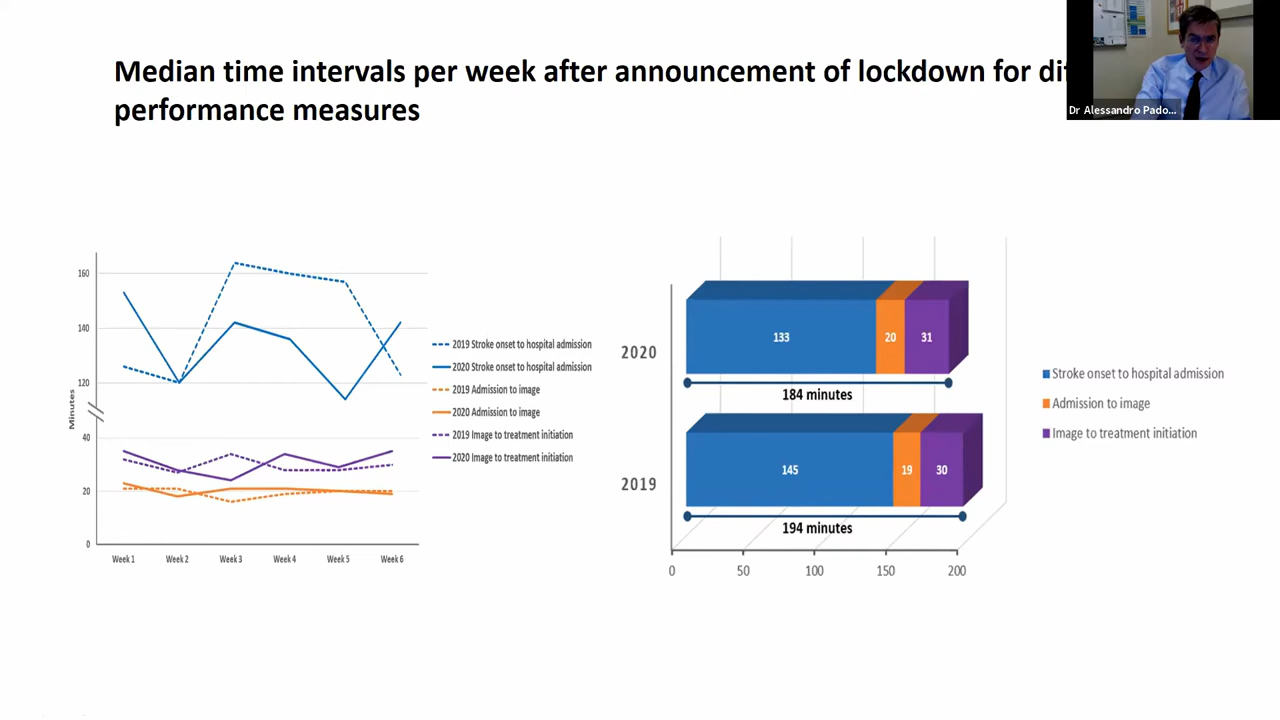 Median time intervals per week after announcement of lockdown for
performance measures
Dr Alessandro Pado...
160
140
120
40
20
0
Minutes
Week 1 Week 2 Week 3 Week 4 Week 5 Week 6
2019 Stroke onset to hospital admission
2020 Stroke onset to hospital admission
2019 Admission to image
2020 Admission to image
2019 Image to treatment initiation
2020 Image to treatment initiation
2020
133 20 31
184 minutes
2019
145 19 30
194 minutes
0 50 100 150 200
Stroke onset to hospital admission
Admission to image
Image to treatment initiation